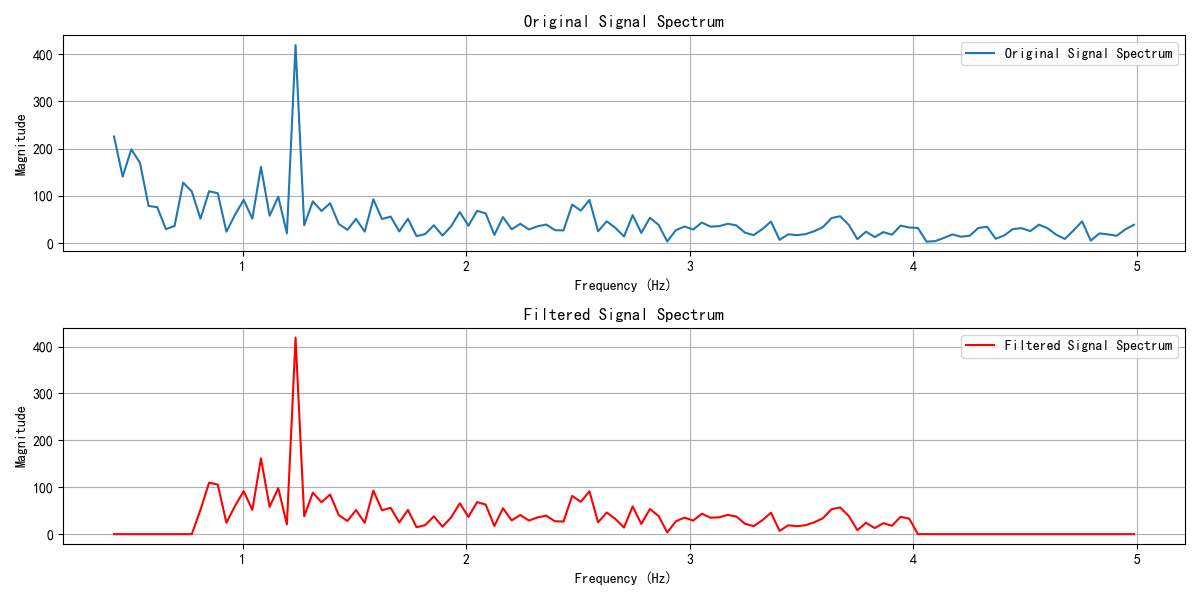 Original Signal Spectrum
400
300
200
100
0
Magnitude
Original Signal Spectrum
1 2 3 4 5
Frequency (Hz)
Filtered Signal Spectrum
400
300
200
100
0
Magnitude
Filtered Signal Spectrum
1 2 3 4 5
Frequency (Hz)